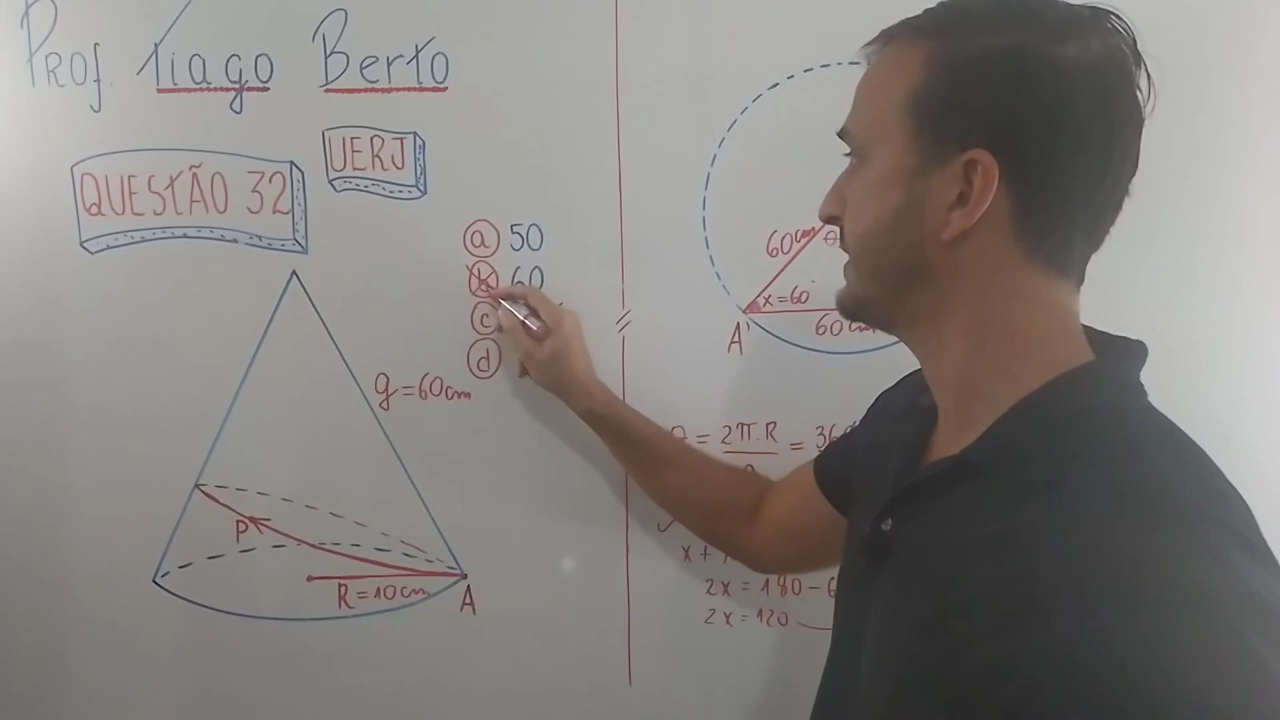 Prof. Tiago Berto
UERJ
QUESTÃO 32
a 50
b 60
c
d
g = 60cm
P
R = 10cm
A
60cm θ
x = 60°
60cm
A'
θ = 2π.R = 360
x +
2x = 180 - 6
2x = 120